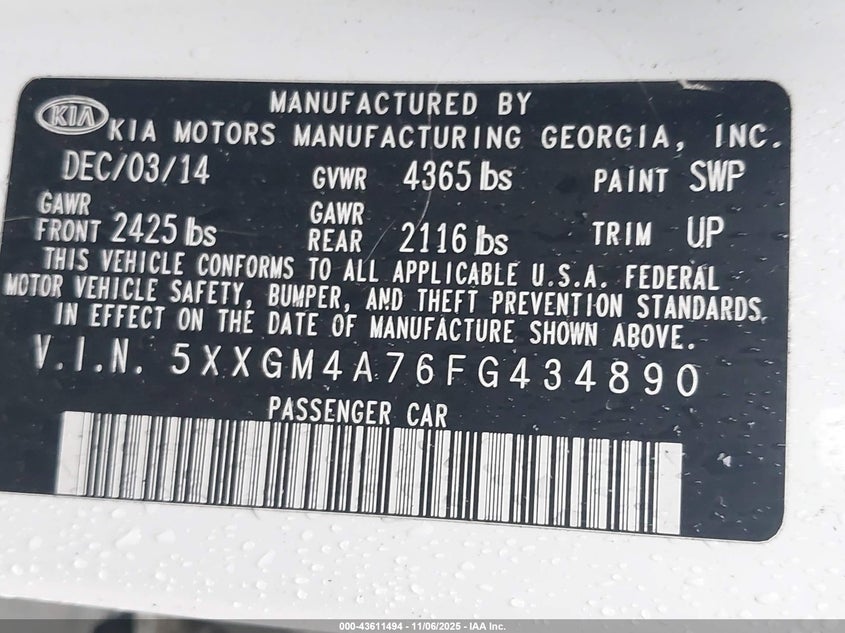 MANUFACTURED BY
KIA KIA MOTORS MANUFACTURING GEORGIA, INC.
DEC/03/14 GVWR 4365 lbs PAINT SWP
GAWR FRONT 2425 lbs GAWR REAR 2116 lbs TRIM UP
THIS VEHICLE CONFORMS TO ALL APPLICABLE U.S.A. FEDERAL
MOTOR VEHICLE SAFETY, BUMPER, AND THEFT PREVENTION STANDARDS
IN EFFECT ON THE DATE OF MANUFACTURE SHOWN ABOVE.
V.I.N. 5XXGM4A76FG434890
PASSENGER CAR
000-43611494 - 11/06/2025 - IAA Inc.